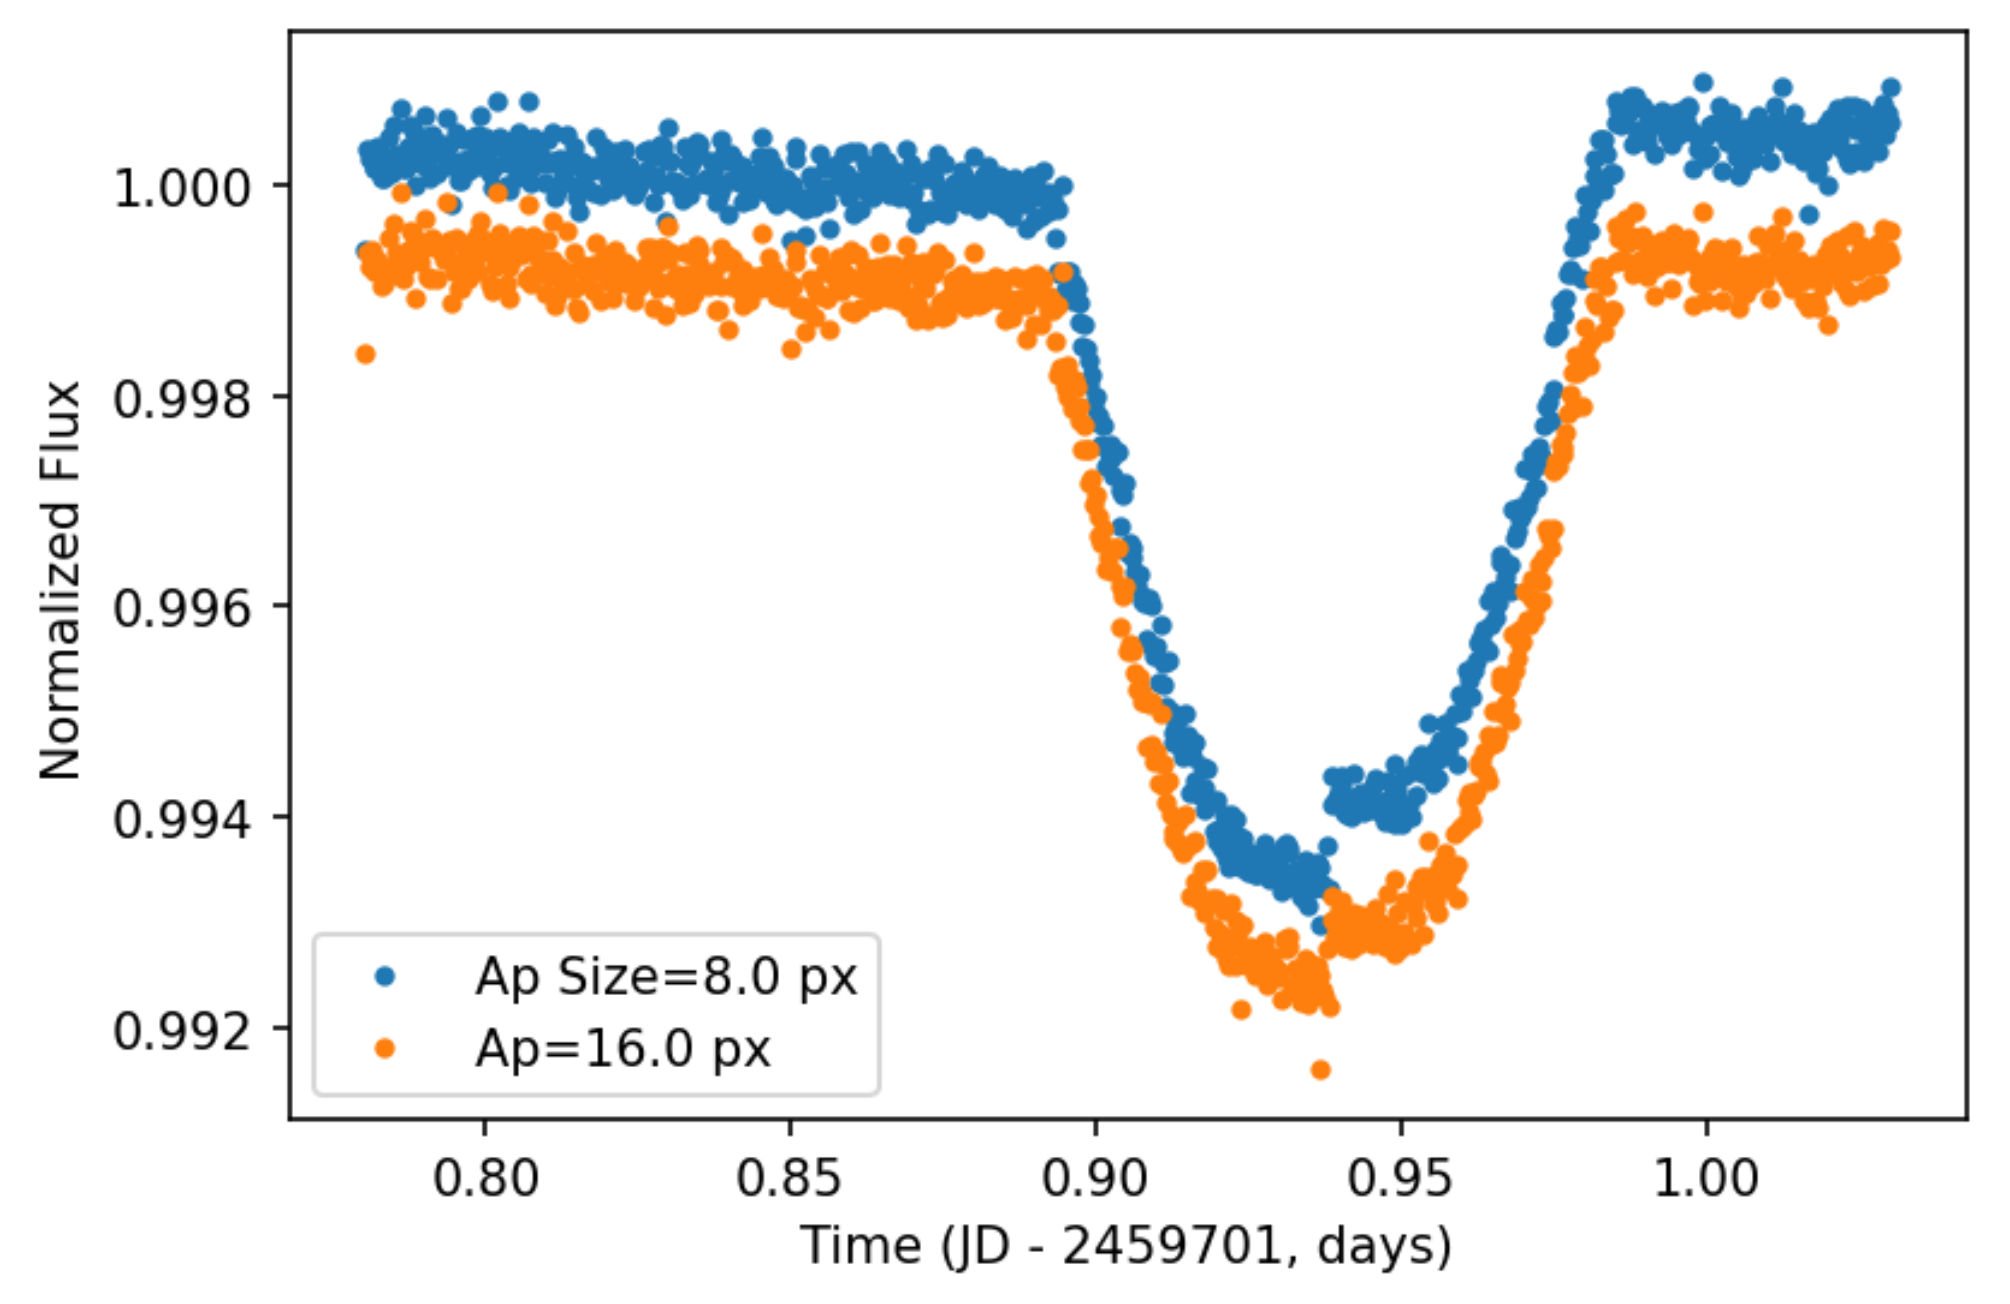 Normalized Flux
1.000
0.998
0.996
0.994
0.992
Ap Size=8.0 px
Ap=16.0 px
0.80 0.85 0.90 0.95 1.00
Time (JD - 2459701, days)